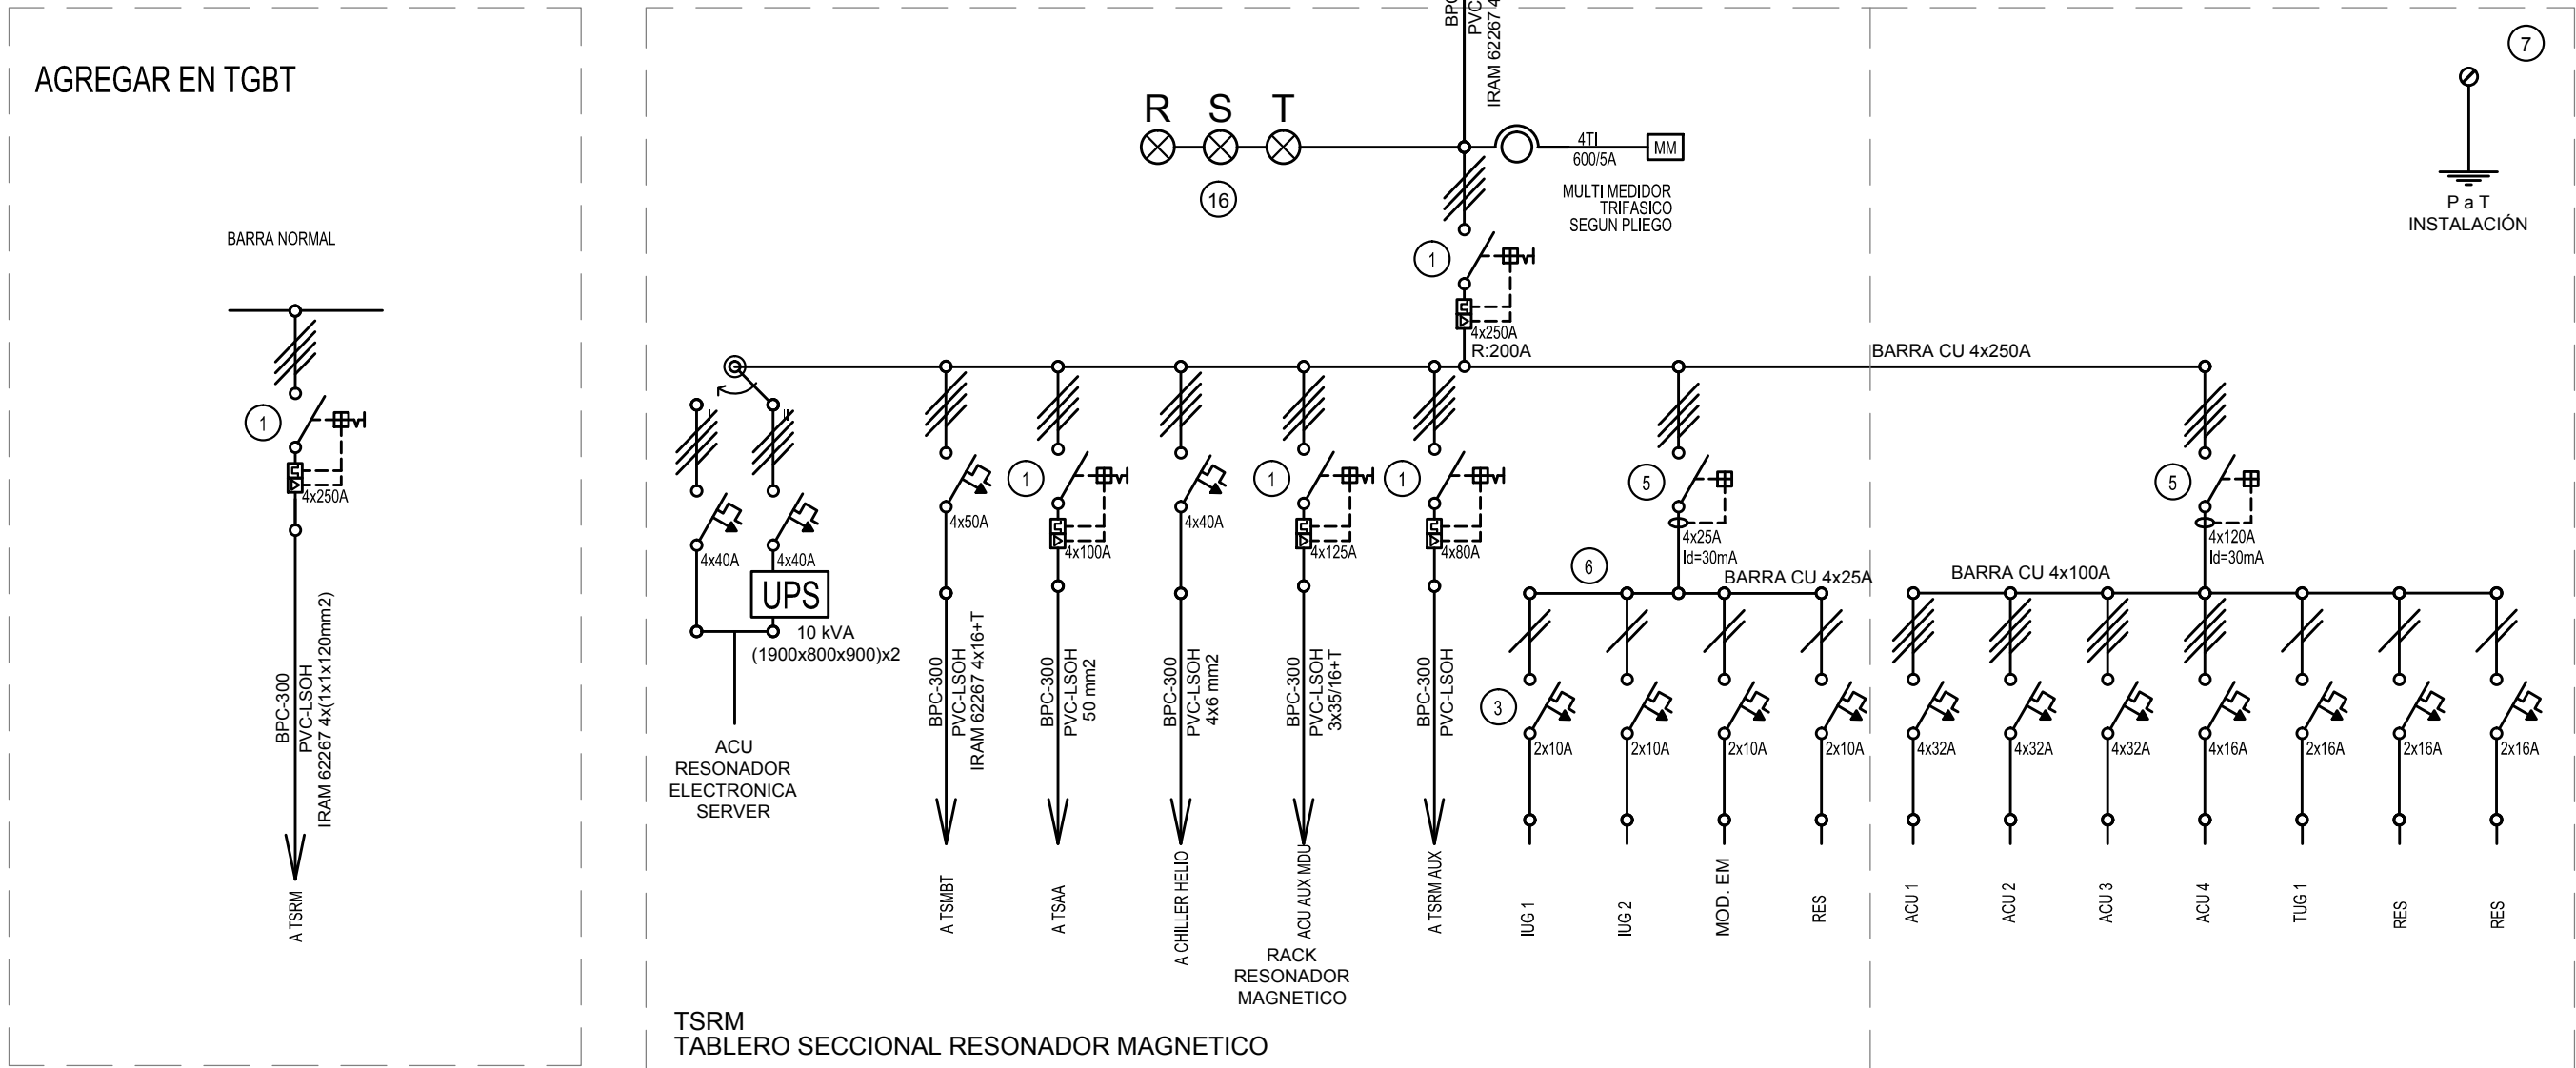 AGREGAR EN TGBT
BARRA NORMAL
1
4x250A
BPC-300
PVC-LSOH
IRAM 62267 4x(1x1x120mm2)
A TSRM
R S T
16
4TI
600/5A
MM
MULTI MEDIDOR
TRIFASICO
SEGUN PLIEGO
IRAM 62267 4
1
4x250A
R:200A
7
P a T
INSTALACIÓN
BARRA CU 4x250A
I
II
4x40A
4x40A
UPS
10 kVA
(1900x800x900)x2
ACU
RESONADOR
ELECTRONICA
SERVER
4x50A
BPC-300
PVC-LSOH
IRAM 62267 4x16+T
A TSMBT
1
4x100A
BPC-300
PVC-LSOH
50 mm2
A TSAA
4x40A
BPC-300
PVC-LSOH
4x6 mm2
A CHILLER HELIO
1
4x125A
BPC-300
PVC-LSOH
3x35/16+T
ACU AUX MDU
RACK
RESONADOR
MAGNETICO
1
4x80A
BPC-300
PVC-LSOH
A TSRM AUX
5
4x25A
Id=30mA
6
BARRA CU 4x25A
3
2x10A
2x10A
2x10A
2x10A
IUG 1
IUG 2
MOD. EM
RES
5
4x120A
Id=30mA
BARRA CU 4x100A
4x32A
4x32A
4x32A
4x16A
2x16A
2x16A
2x16A
ACU 1
ACU 2
ACU 3
ACU 4
TUG 1
RES
RES
TSRM
TABLERO SECCIONAL RESONADOR MAGNETICO